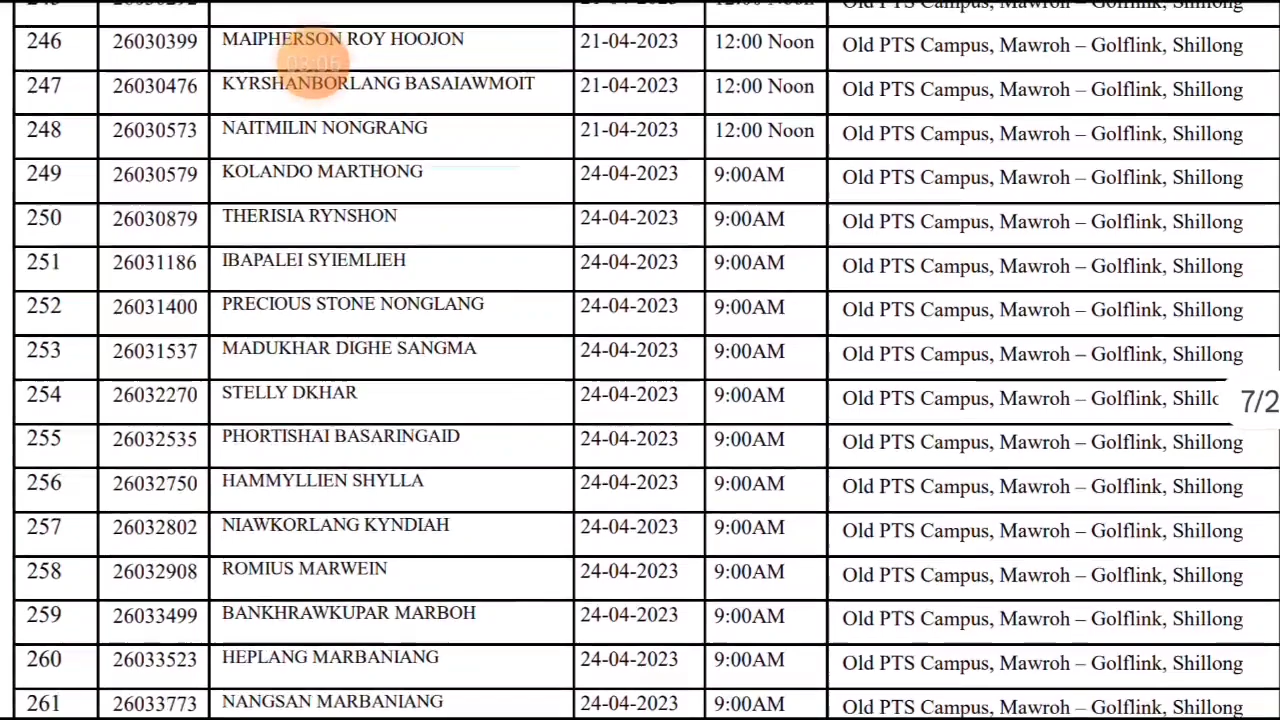 246 26030399 MAIPHERSON ROY HOOJON 21-04-2023 12:00 Noon Old PTS Campus, Mawroh – Golflink, Shillong
03:06
247 26030476 KYRSHANBORLANG BASAIAWMOIT 21-04-2023 12:00 Noon Old PTS Campus, Mawroh – Golflink, Shillong
248 26030573 NAITMILIN NONGRANG 21-04-2023 12:00 Noon Old PTS Campus, Mawroh – Golflink, Shillong
249 26030579 KOLANDO MARTHONG 24-04-2023 9:00AM Old PTS Campus, Mawroh – Golflink, Shillong
250 26030879 THERISIA RYNSHON 24-04-2023 9:00AM Old PTS Campus, Mawroh – Golflink, Shillong
251 26031186 IBAPALEI SYIEMLIEH 24-04-2023 9:00AM Old PTS Campus, Mawroh – Golflink, Shillong
252 26031400 PRECIOUS STONE NONGLANG 24-04-2023 9:00AM Old PTS Campus, Mawroh – Golflink, Shillong
253 26031537 MADUKHAR DIGHE SANGMA 24-04-2023 9:00AM Old PTS Campus, Mawroh – Golflink, Shillong
254 26032270 STELLY DKHAR 24-04-2023 9:00AM Old PTS Campus, Mawroh – Golflink, Shillo
7/2
255 26032535 PHORTISHAI BASARINGAID 24-04-2023 9:00AM Old PTS Campus, Mawroh – Golflink, Shillong
256 26032750 HAMMYLLIEN SHYLLA 24-04-2023 9:00AM Old PTS Campus, Mawroh – Golflink, Shillong
257 26032802 NIAWKORLANG KYNDIAH 24-04-2023 9:00AM Old PTS Campus, Mawroh – Golflink, Shillong
258 26032908 ROMIUS MARWEIN 24-04-2023 9:00AM Old PTS Campus, Mawroh – Golflink, Shillong
259 26033499 BANKHRAWKUPAR MARBOH 24-04-2023 9:00AM Old PTS Campus, Mawroh – Golflink, Shillong
260 26033523 HEPLANG MARBANIANG 24-04-2023 9:00AM Old PTS Campus, Mawroh – Golflink, Shillong
261 26033773 NANGSAN MARBANIANG 24-04-2023 9:00AM Old PTS Campus, Mawroh – Golflink, Shillong